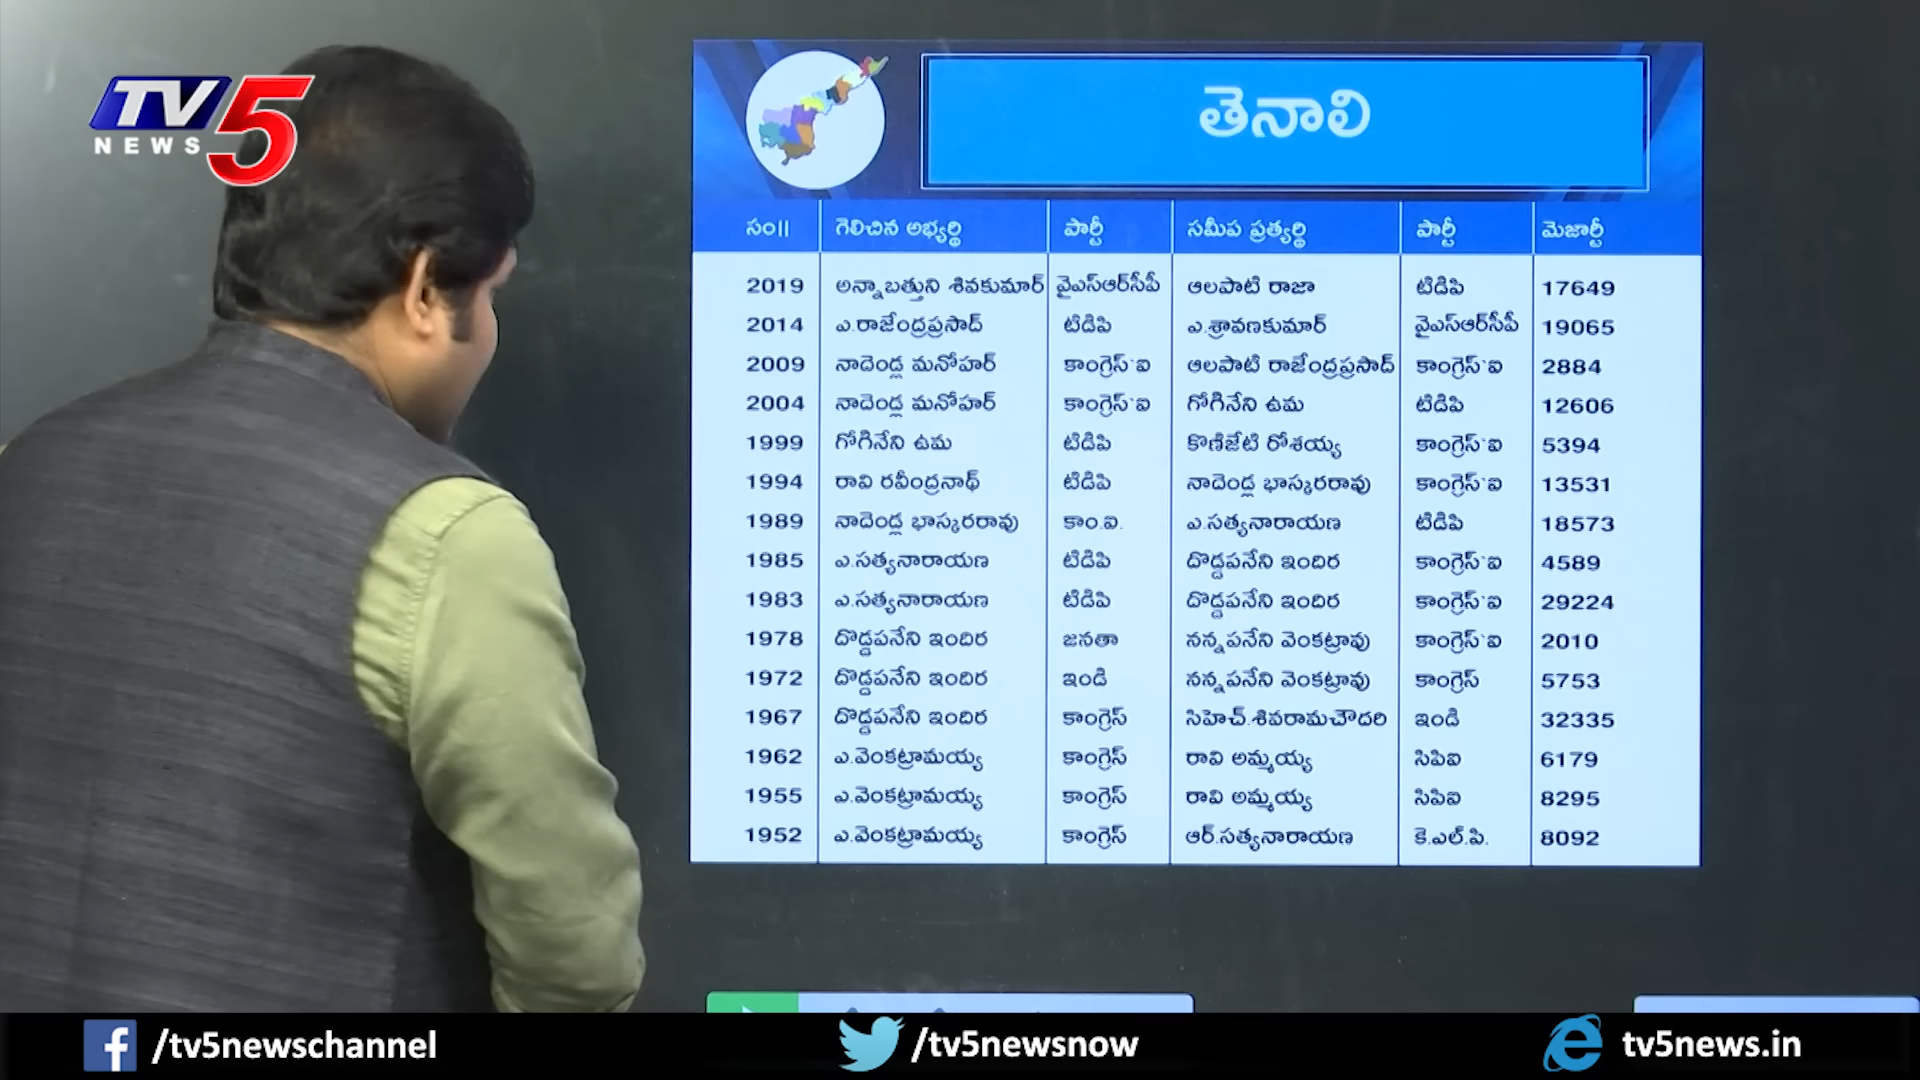 TV5
NEWS
తెనాలి
సం|| గెలిచిన అభ్యర్థి పార్టీ సమీప ప్రత్యర్థి పార్టీ మెజార్టీ
2019 అన్నాబత్తుని శివకుమార్ వైఎస్ఆర్‌సీపీ ఆలపాటి రాజా టిడిపి 17649
2014 ఎ.రాజేంద్రప్రసాద్ టిడిపి ఎ.శ్రావణకుమార్ వైఎస్ఆర్‌సీపీ 19065
2009 నాదెండ్ల మనోహర్ కాంగ్రెస్`ఐ ఆలపాటి రాజేంద్రప్రసాద్ కాంగ్రెస్`ఐ 2884
2004 నాదెండ్ల మనోహర్ కాంగ్రెస్`ఐ గోగినేని ఉమ టిడిపి 12606
1999 గోగినేని ఉమ టిడిపి కొణిజేటి రోశయ్య కాంగ్రెస్`ఐ 5394
1994 రావి రవీంద్రనాథ్ టిడిపి నాదెండ్ల భాస్కరరావు కాంగ్రెస్`ఐ 13531
1989 నాదెండ్ల భాస్కరరావు కాం.ఐ. ఎ.సత్యనారాయణ టిడిపి 18573
1985 ఎ.సత్యనారాయణ టిడిపి దొడ్డపనేని ఇందిర కాంగ్రెస్`ఐ 4589
1983 ఎ.సత్యనారాయణ టిడిపి దొడ్డపనేని ఇందిర కాంగ్రెస్`ఐ 29224
1978 దొడ్డపనేని ఇందిర జనతా నన్నపనేని వెంకట్రావు కాంగ్రెస్`ఐ 2010
1972 దొడ్డపనేని ఇందిర ఇండి నన్నపనేని వెంకట్రావు కాంగ్రెస్ 5753
1967 దొడ్డపనేని ఇందిర కాంగ్రెస్ సిహెచ్.శివరామచౌదరి ఇండి 32335
1962 ఎ.వెంకట్రామయ్య కాంగ్రెస్ రావి అమ్మయ్య సిపిఐ 6179
1955 ఎ.వెంకట్రామయ్య కాంగ్రెస్ రావి అమ్మయ్య సిపిఐ 8295
1952 ఎ.వెంకట్రామయ్య కాంగ్రెస్ ఆర్.సత్యనారాయణ కె.ఎల్.పి. 8092
/tv5newschannel /tv5newsnow tv5news.in